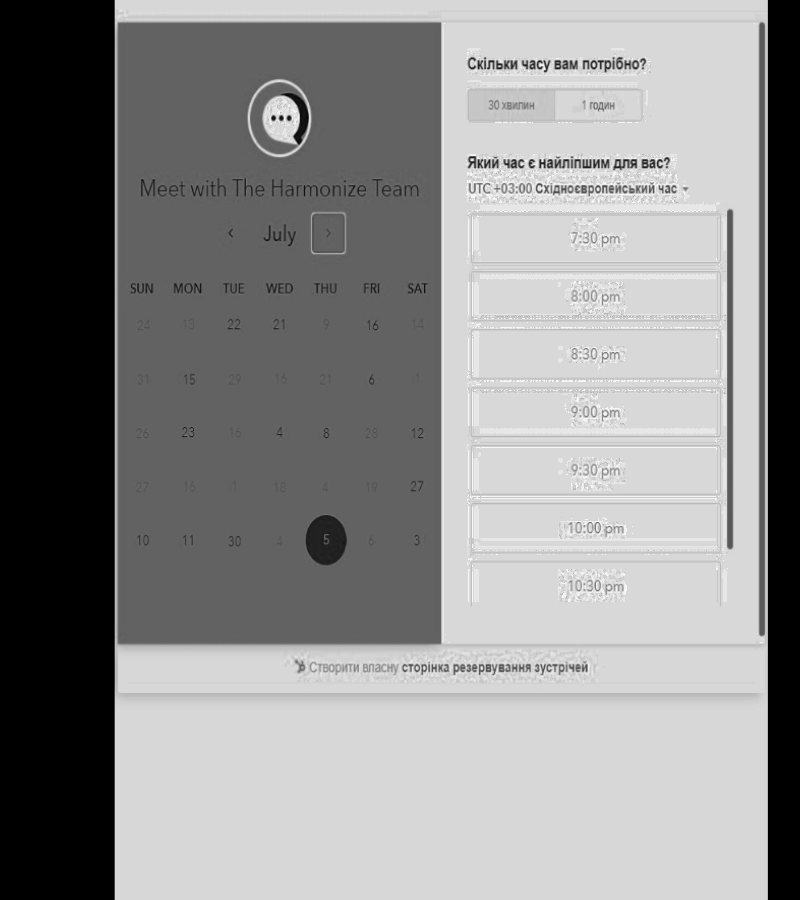 Meet with The Harmonize Team
July
SUN MON TUE WED THU FRI SAT
24 13 22 21 9 16 14
31 15 29 16 21 6 1
26 23 16 4 8 28 12
27 16 1 18 4 19 27
10 11 30 4 5 6 3
Скільки часу вам потрібно?
30 хвилин 1 годин
Який час є найліпшим для вас?
UTC +03:00 Східноєвропейський час
7:30 pm
8:00 pm
8:30 pm
9:00 pm
9:30 pm
10:00 pm
10:30 pm
Створити власну сторінка резервування зустрічей